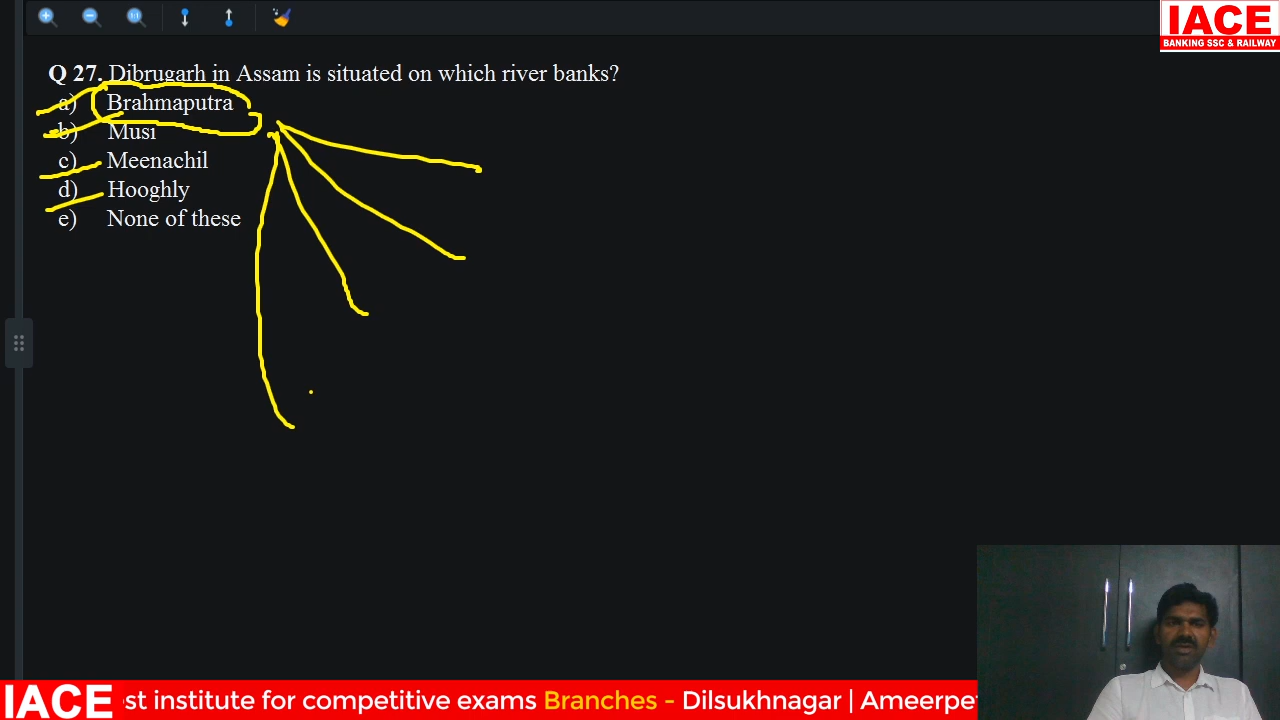 IACE
BANKING SSC & RAILWAY
Q 27. Dibrugarh in Assam is situated on which river banks?
a) Brahmaputra
b) Musi
c) Meenachil
d) Hooghly
e) None of these
IACE st institute for competitive exams Branches - Dilsukhnagar | Ameerpe